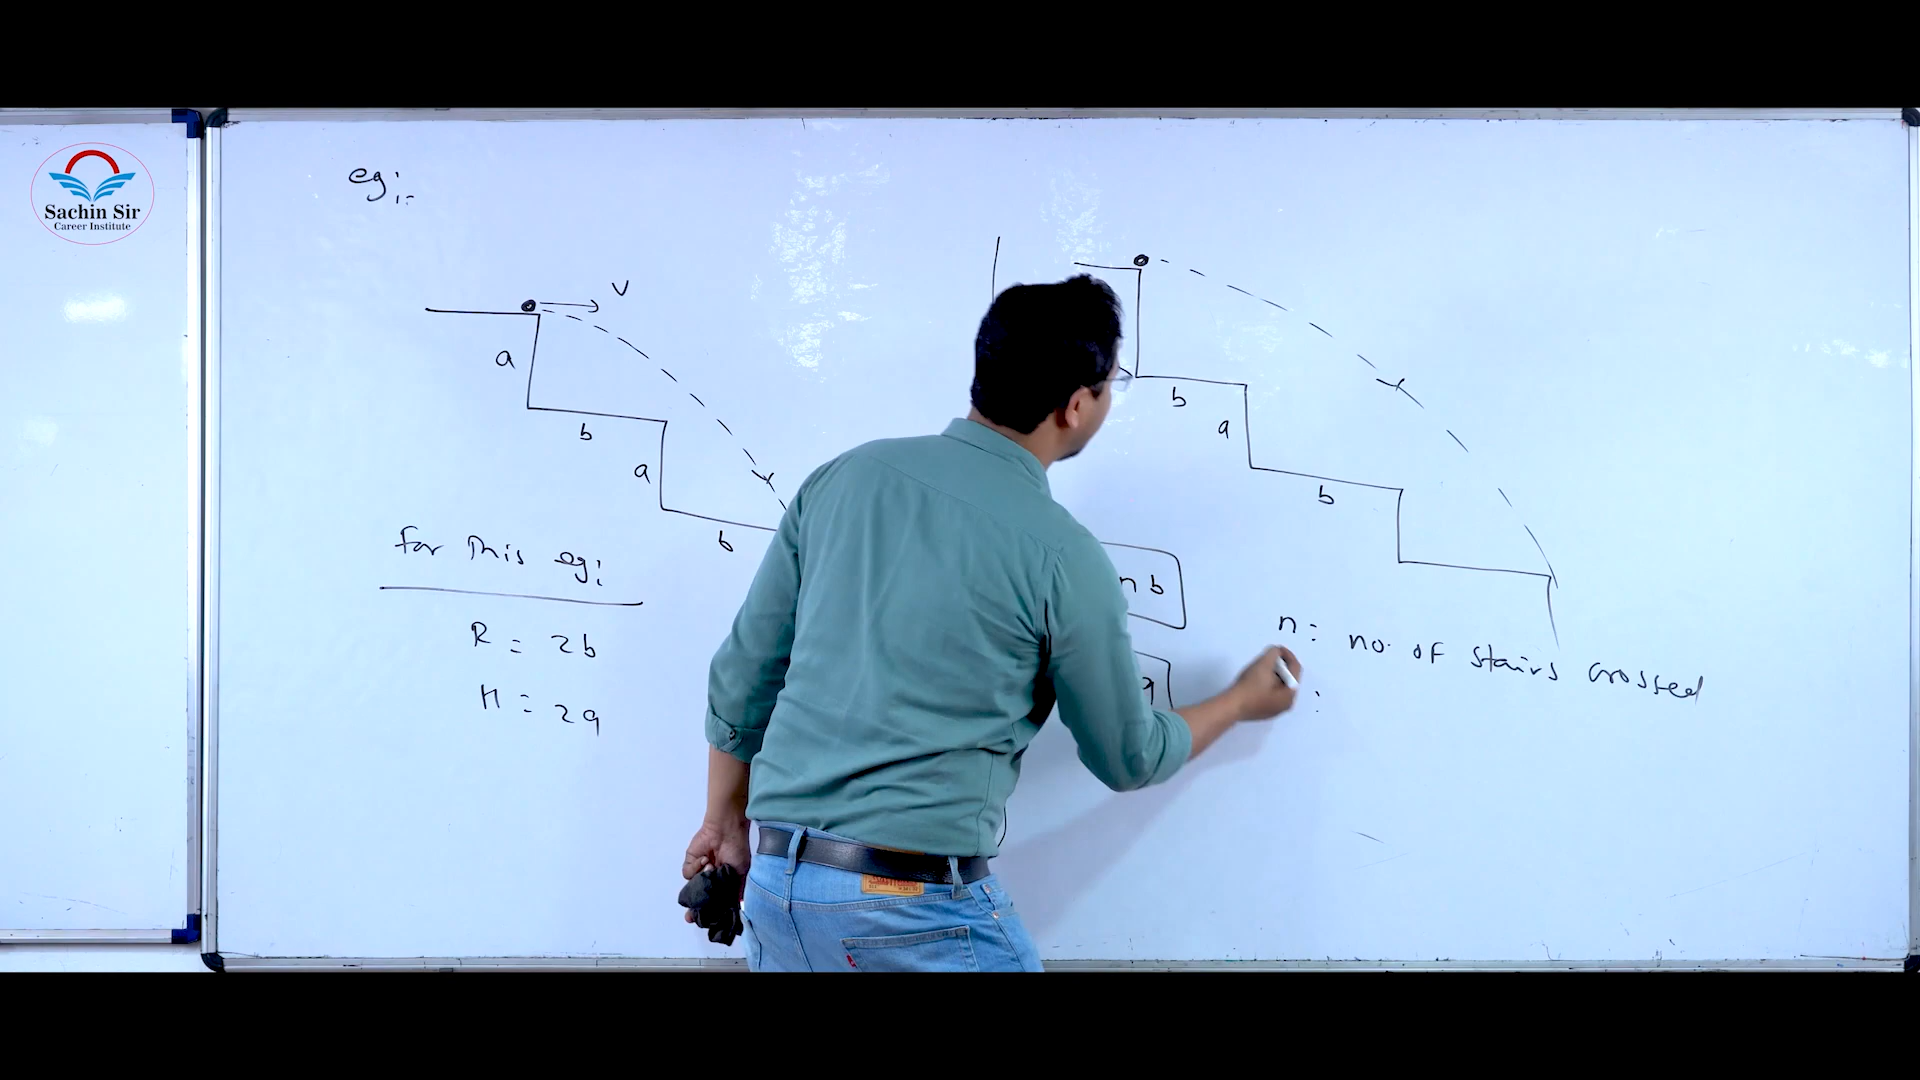 Sachin Sir
Career Institute
eg:-
v
a
b
a
b
for this eg:
R = 2b
H = 2a
b
a
b
n b
a
n : no. of stairs crossed
: